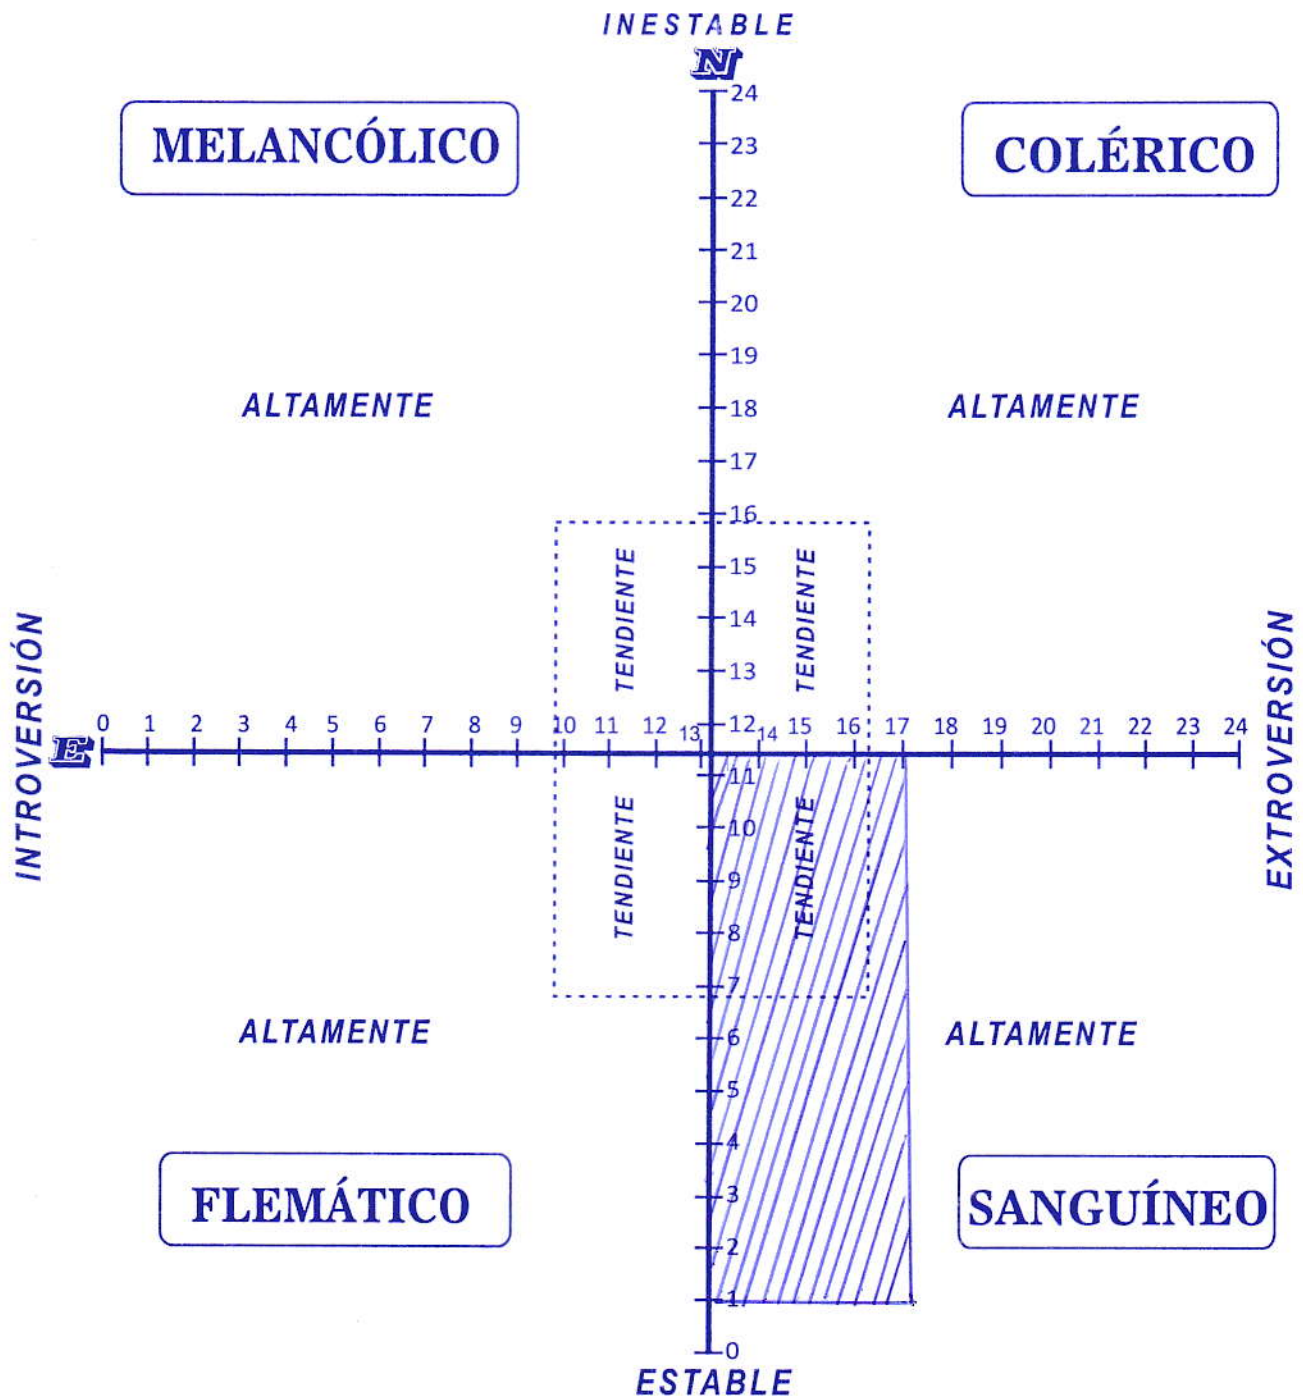 INESTABLE
N
24
MELANCÓLICO
COLÉRICO
23
22
21
20
19
ALTAMENTE
18
ALTAMENTE
17
16
TENDIENTE
15
TENDIENTE
14
13
INTROVERSIÓN
EXTROVERSIÓN
12
E
0 1 2 3 4 5 6 7 8 9 10 11 12 13 14 15 16 17 18 19 20 21 22 23 24
11
10
TENDIENTE
9
TENDIENTE
8
7
ALTAMENTE
6
ALTAMENTE
5
4
FLEMÁTICO
3
SANGUÍNEO
2
1
0
ESTABLE